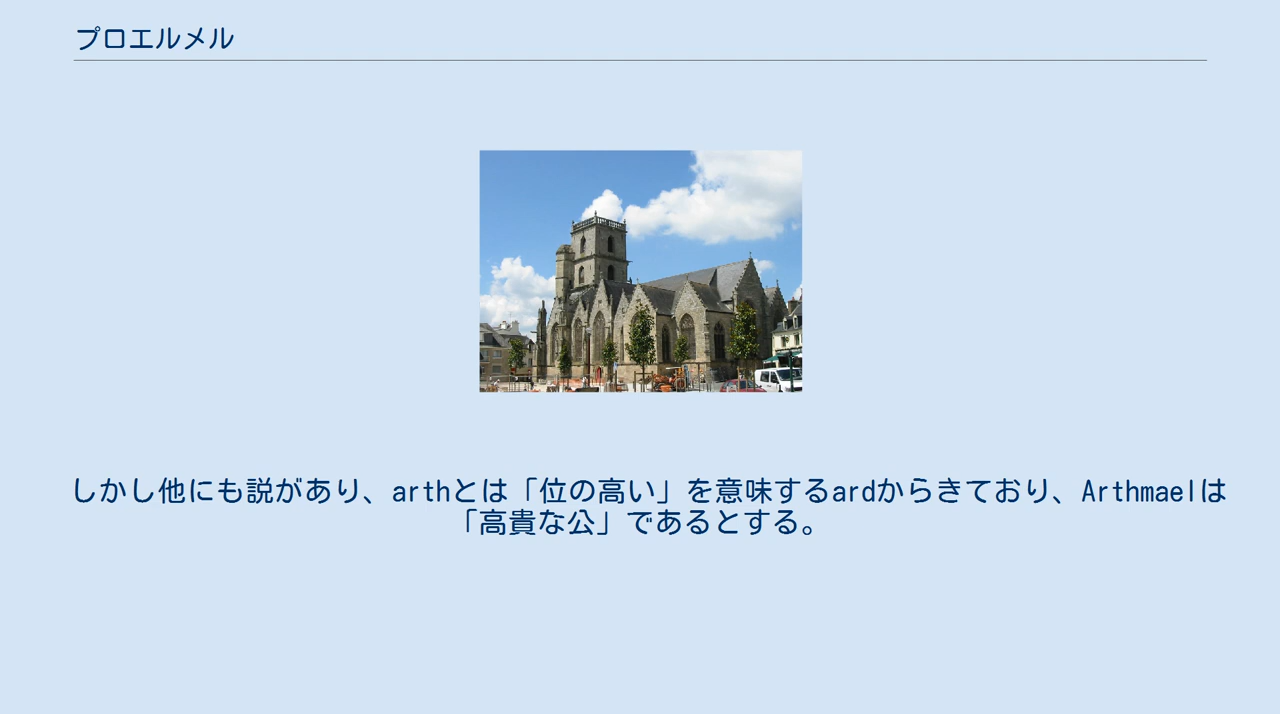 プロエルメル
しかし他にも説があり、arthとは「位の高い」を意味するardからきており、Arthmaelは
「高貴な公」であるとする。